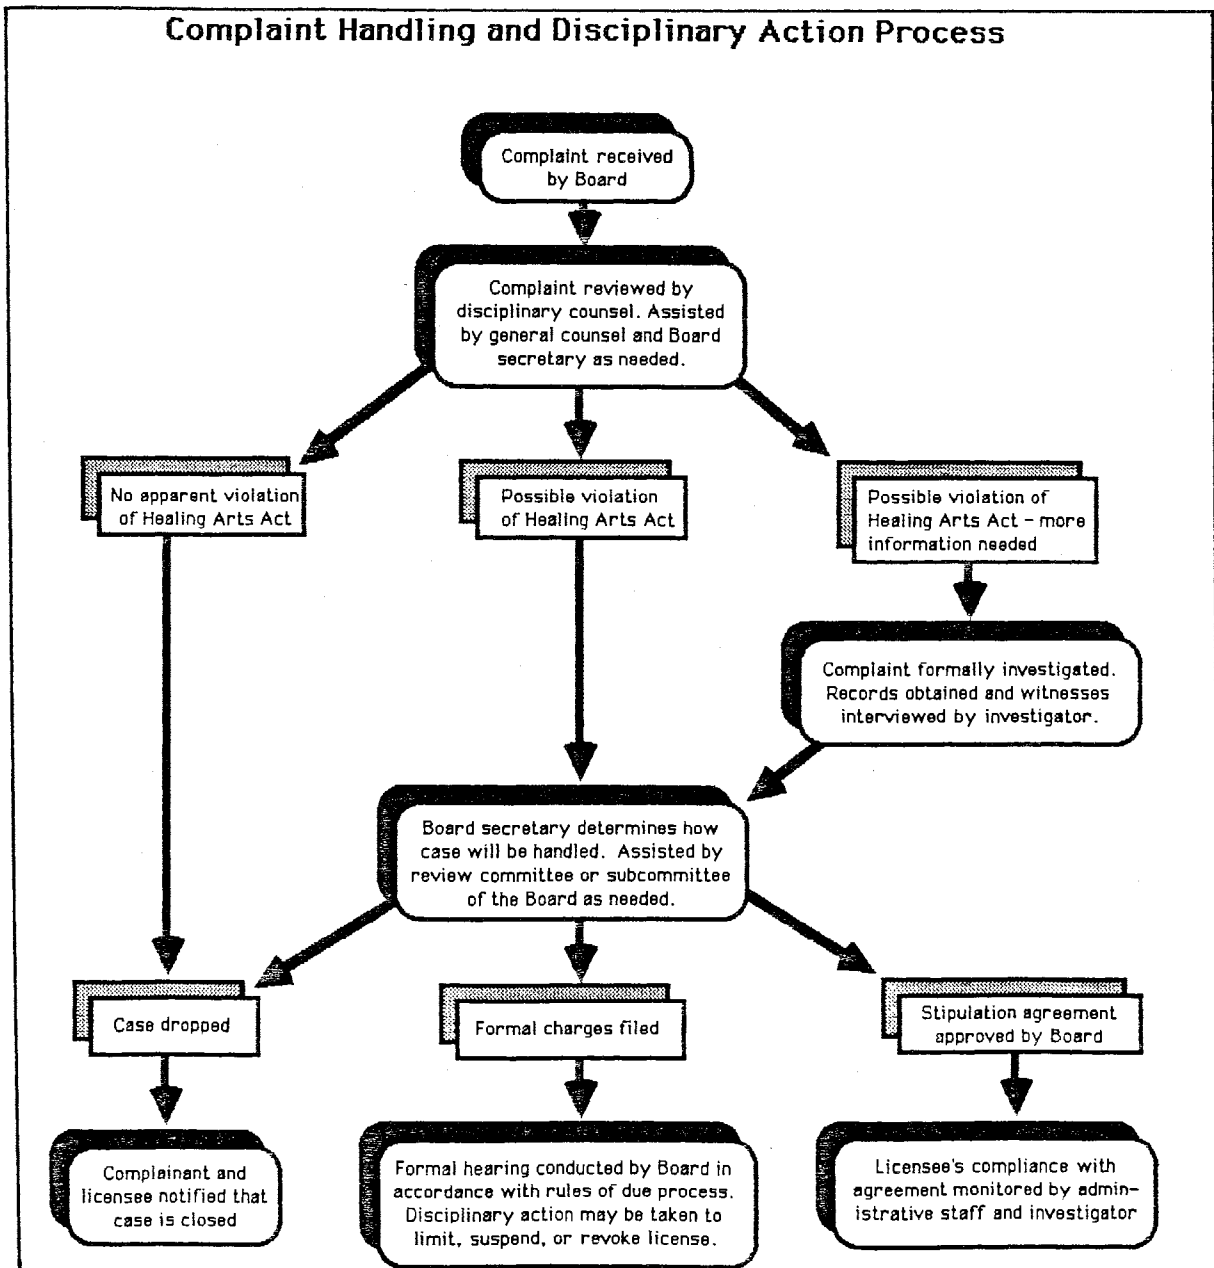 Complaint Handling and Disciplinary Action Process
Complaint received
by Board
Complaint reviewed by
disciplinary counsel. Assisted
by general counsel and Board
secretary as needed.
No apparent violation
of Healing Arts Act
Possible violation
of Healing Arts Act
Possible violation of
Healing Arts Act - more
information needed
Complaint formally investigated.
Records obtained and witnesses
interviewed by investigator.
Board secretary determines how
case will be handled. Assisted by
review committee or subcommittee
of the Board as needed.
Case dropped
Formal charges filed
Stipulation agreement
approved by Board
Complainant and
licensee notified that
case is closed
Formal hearing conducted by Board in
accordance with rules of due process.
Disciplinary action may be taken to
limit, suspend, or revoke license.
Licensee's compliance with
agreement monitored by admin-
istrative staff and investigator